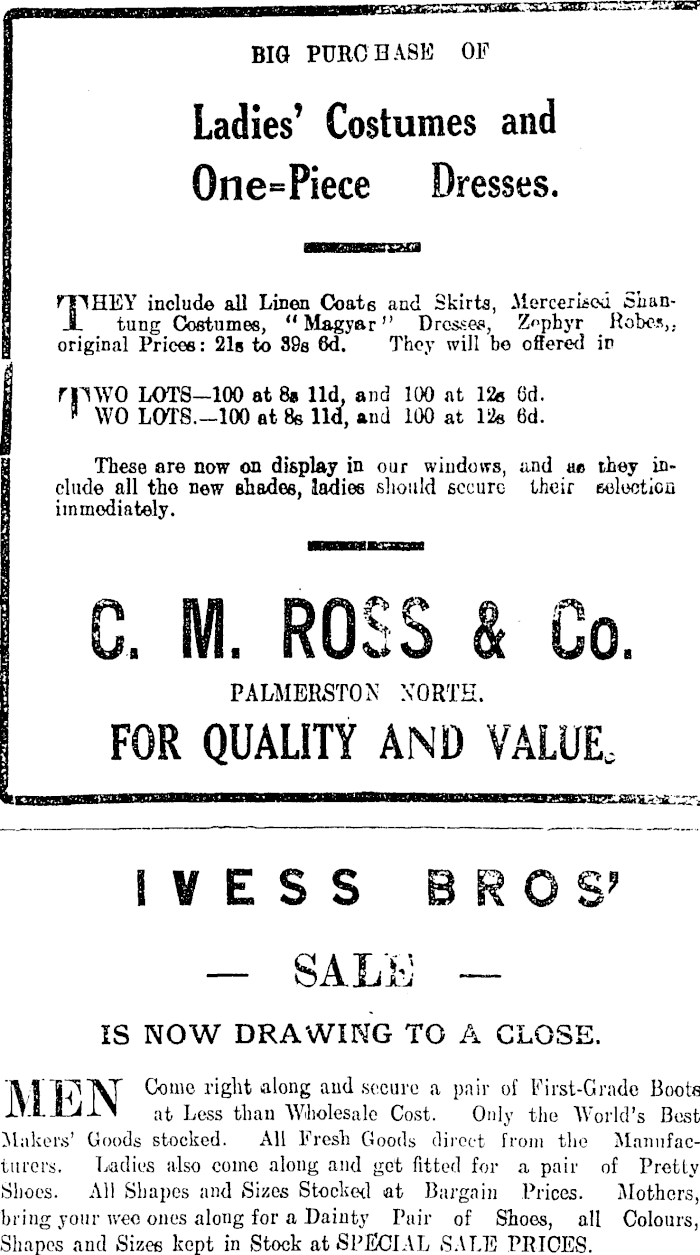 BIG PURCHASE OF
Ladies' Costumes and
One=Piece Dresses.
THEY include all Linen Coats and Skirts, Mercerised Shan-
tung Costumes, "Magyar" Dresses, Zephyr Robes,,
original Prices: 21s to 39s 6d. They will be offered in
TWO LOTS—100 at 8s 11d, and 100 at 12s 6d.
WO LOTS.—100 at 8s 11d, and 100 at 12s 6d.
These are now on display in our windows, and as they in-
clude all the new shades, ladies should secure their selection
immediately.
C. M. ROSS & Co.
PALMERSTON NORTH.
FOR QUALITY AND VALUE.
IVESS BROS'
— SALE —
IS NOW DRAWING TO A CLOSE.
MEN Come right along and secure a pair of First-Grade Boots
at Less than Wholesale Cost. Only the World's Best
Makers' Goods stocked. All Fresh Goods direct from the Manufac-
turers. Ladies also come along and get fitted for a pair of Pretty
Shoes. All Shapes and Sizes Stocked at Bargain Prices. Mothers,
bring your wee ones along for a Dainty Pair of Shoes, all Colours,
Shapes and Sizes kept in Stock at SPECIAL SALE PRICES.